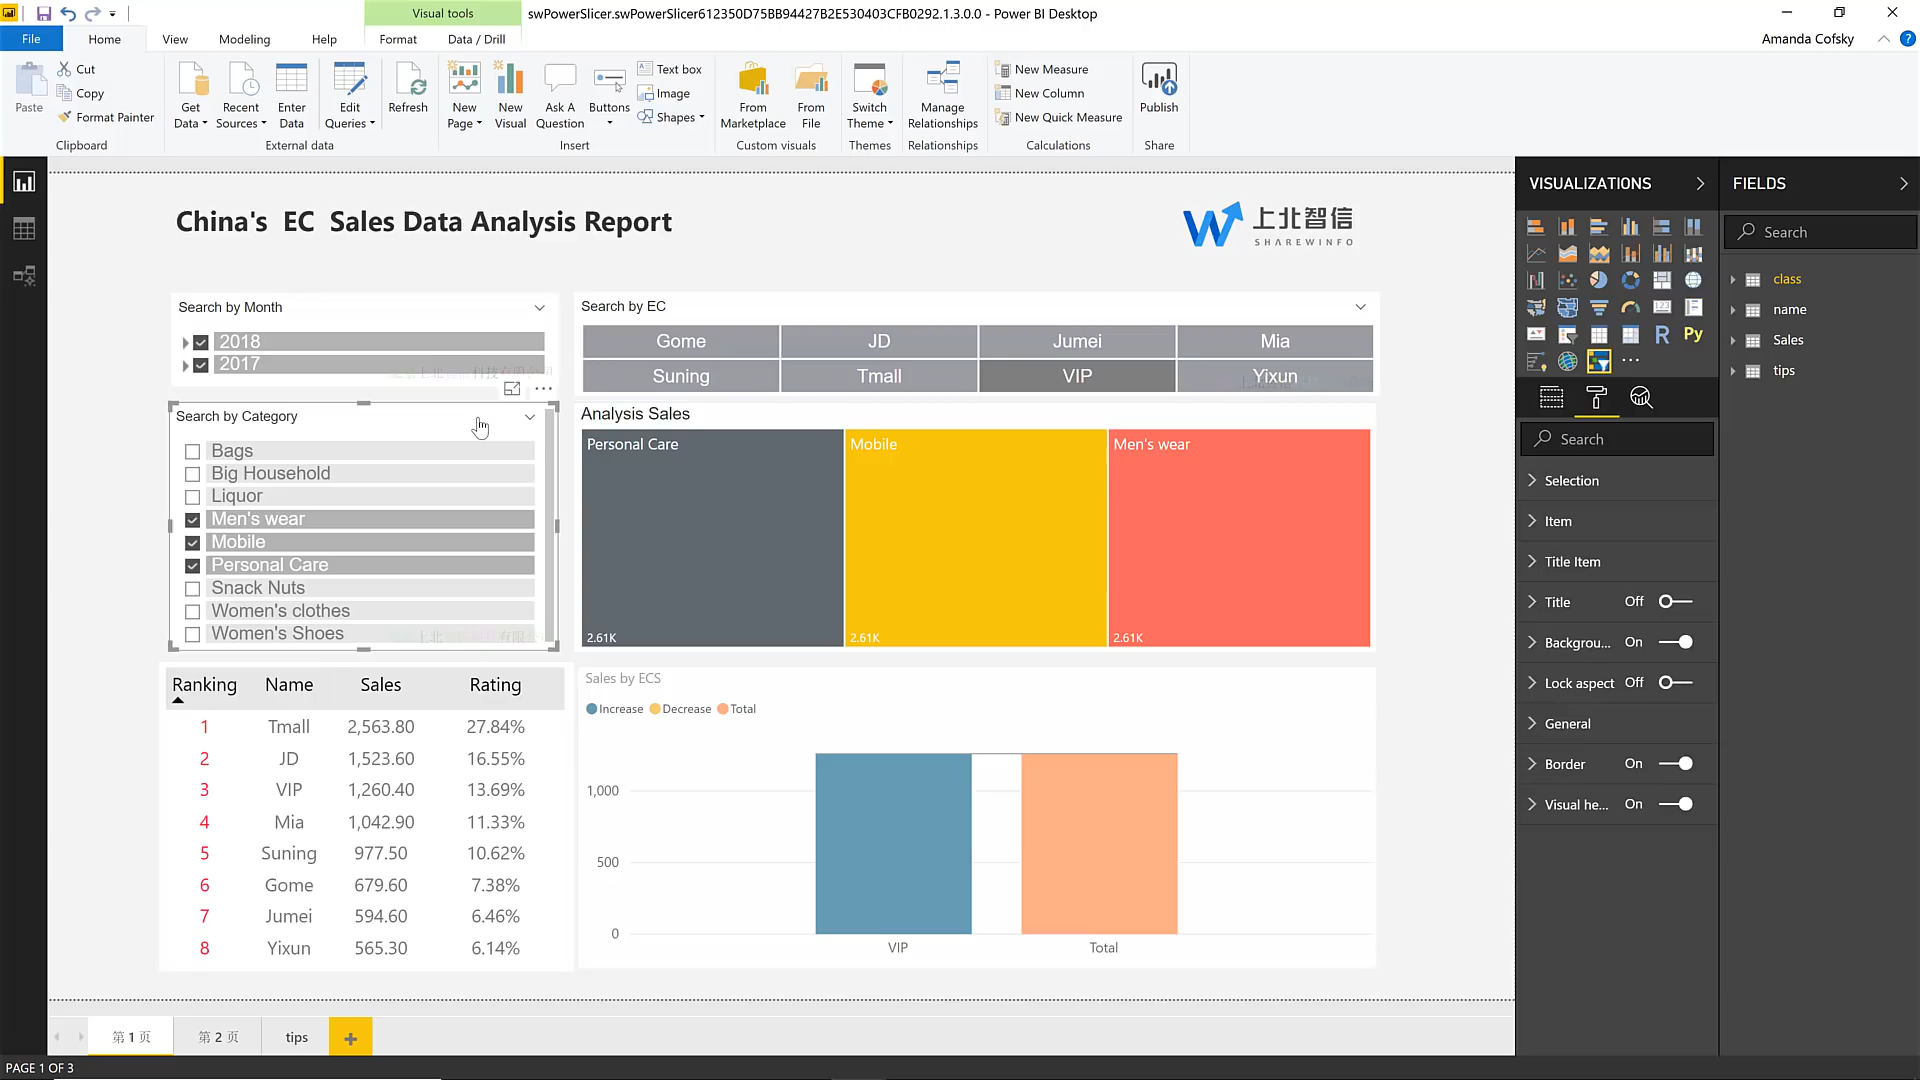 Visual tools
swPowerSlicer.swPowerSlicer612350D75BB94427B2E530403CFB0292.1.3.0.0 - Power BI Desktop
File Home View Modeling Help Format Data / Drill
Amanda Cofsky
?
Paste
Cut
Copy
Format Painter
Clipboard
Get Data
Recent Sources
Enter Data
Edit Queries
Refresh
External data
New Page
New Visual
Ask A Question
Buttons
Text box
Image
Shapes
Insert
From Marketplace
From File
Custom visuals
Switch Theme
Themes
Manage Relationships
Relationships
New Measure
New Column
New Quick Measure
Calculations
Publish
Share
China's EC Sales Data Analysis Report
上北智信
SHAREWINFO
Search by Month
2018
2017
Search by EC
Gome JD Jumei Mia
Suning Tmall VIP Yixun
Search by Category
Bags
Big Household
Liquor
Men's wear
Mobile
Personal Care
Snack Nuts
Women's clothes
Women's Shoes
Analysis Sales
Personal Care Mobile Men's wear
2.61K 2.61K 2.61K
Ranking Name Sales Rating
1 Tmall 2,563.80 27.84%
2 JD 1,523.60 16.55%
3 VIP 1,260.40 13.69%
4 Mia 1,042.90 11.33%
5 Suning 977.50 10.62%
6 Gome 679.60 7.38%
7 Jumei 594.60 6.46%
8 Yixun 565.30 6.14%
Sales by ECS
Increase Decrease Total
1,000
500
0
VIP Total
VISUALIZATIONS
R Py
Search
Selection
Item
Title Item
Title Off
Backgrou... On
Lock aspect Off
General
Border On
Visual he... On
FIELDS
Search
class
name
Sales
tips
第 1 页 第 2 页 tips
PAGE 1 OF 3